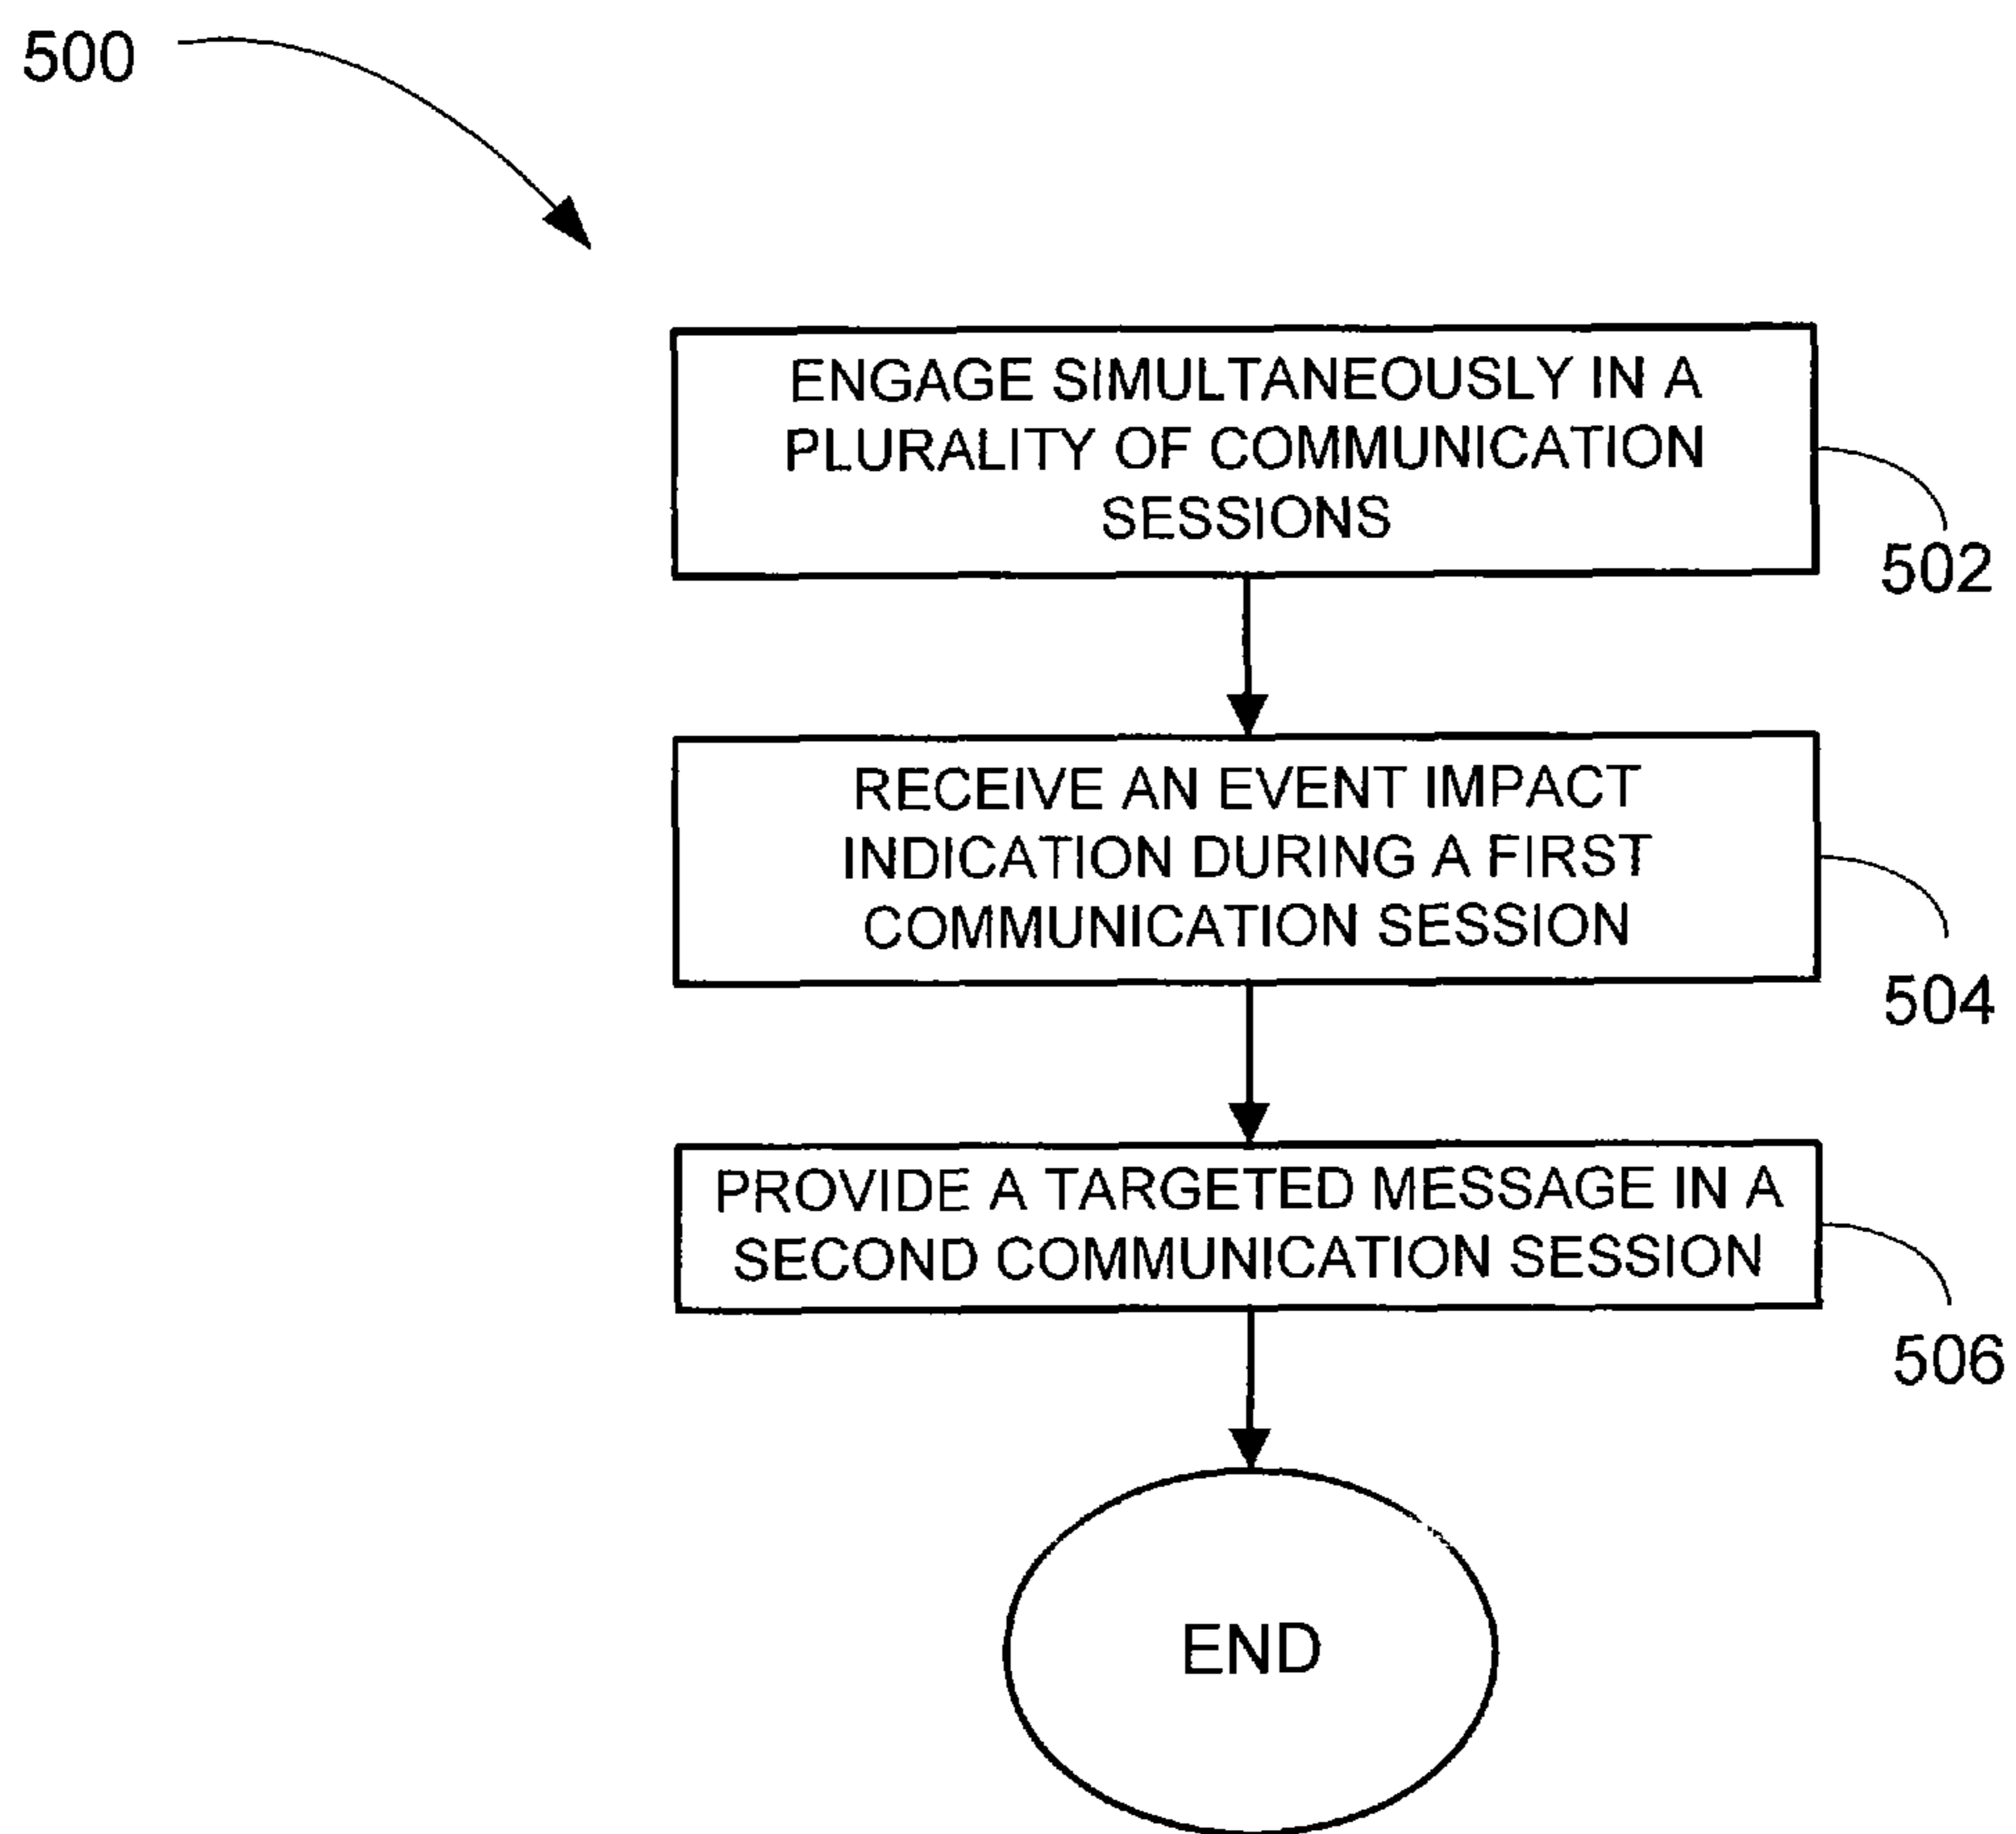 500
ENGAGE SIMULTANEOUSLY IN A
PLURALITY OF COMMUNICATION
SESSIONS
502
RECEIVE AN EVENT IMPACT
INDICATION DURING A FIRST
COMMUNICATION SESSION
504
PROVIDE A TARGETED MESSAGE IN A
SECOND COMMUNICATION SESSION
506
END